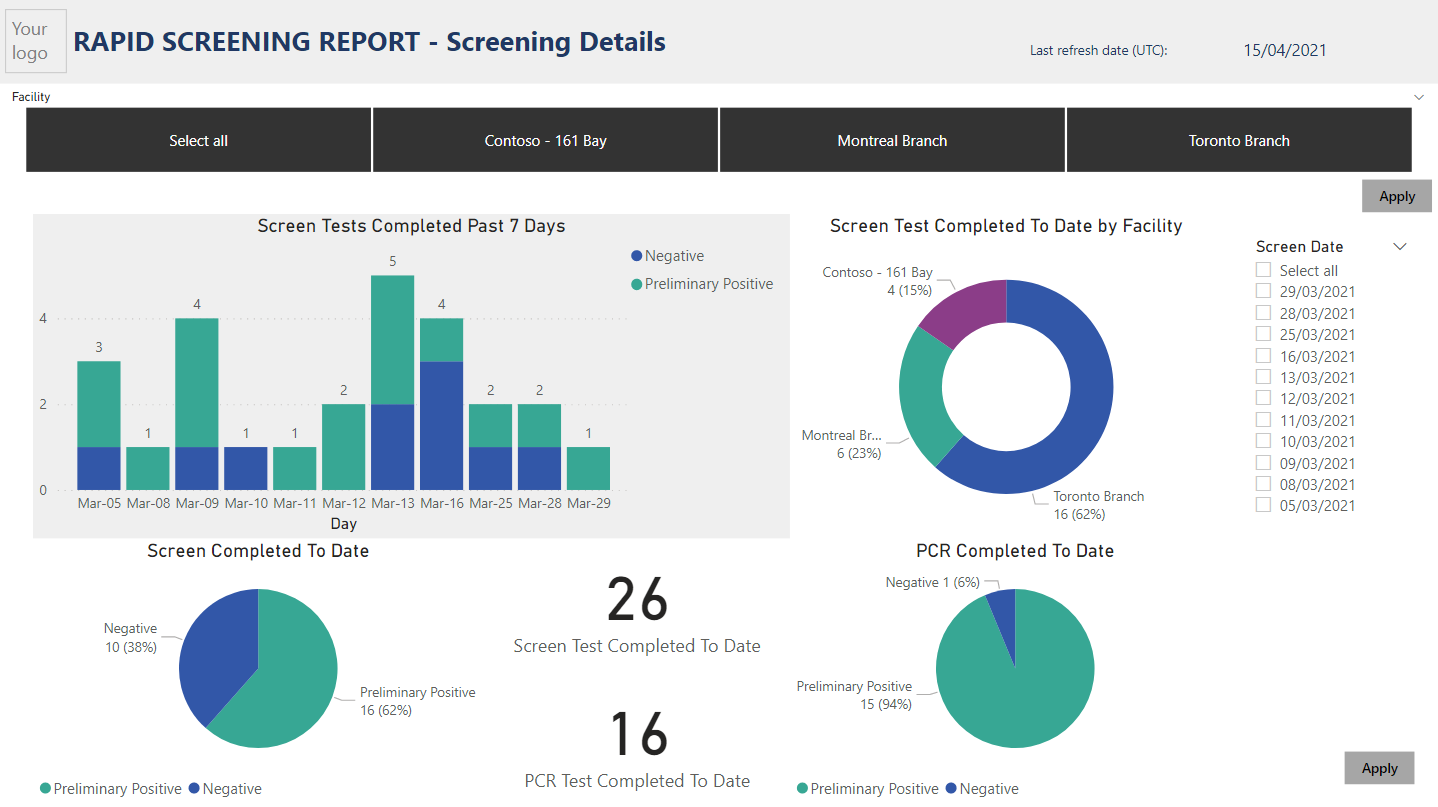 Your
logo
RAPID SCREENING REPORT - Screening Details
Last refresh date (UTC):
15/04/2021
Facility
Select all
Contoso - 161 Bay
Montreal Branch
Toronto Branch
Apply
Screen Tests Completed Past 7 Days
Negative
Preliminary Positive
4
2
0
3
1
4
1
1
2
5
4
2
2
1
Mar-05 Mar-08 Mar-09 Mar-10 Mar-11 Mar-12 Mar-13 Mar-16 Mar-25 Mar-28 Mar-29
Day
Screen Test Completed To Date by Facility
Contoso - 161 Bay
4 (15%)
Montreal Br...
6 (23%)
Toronto Branch
16 (62%)
Screen Date
Select all
29/03/2021
28/03/2021
25/03/2021
16/03/2021
13/03/2021
12/03/2021
11/03/2021
10/03/2021
09/03/2021
08/03/2021
05/03/2021
Screen Completed To Date
Negative
10 (38%)
Preliminary Positive
16 (62%)
Preliminary Positive Negative
26
Screen Test Completed To Date
16
PCR Test Completed To Date
PCR Completed To Date
Negative 1 (6%)
Preliminary Positive
15 (94%)
Preliminary Positive Negative
Apply